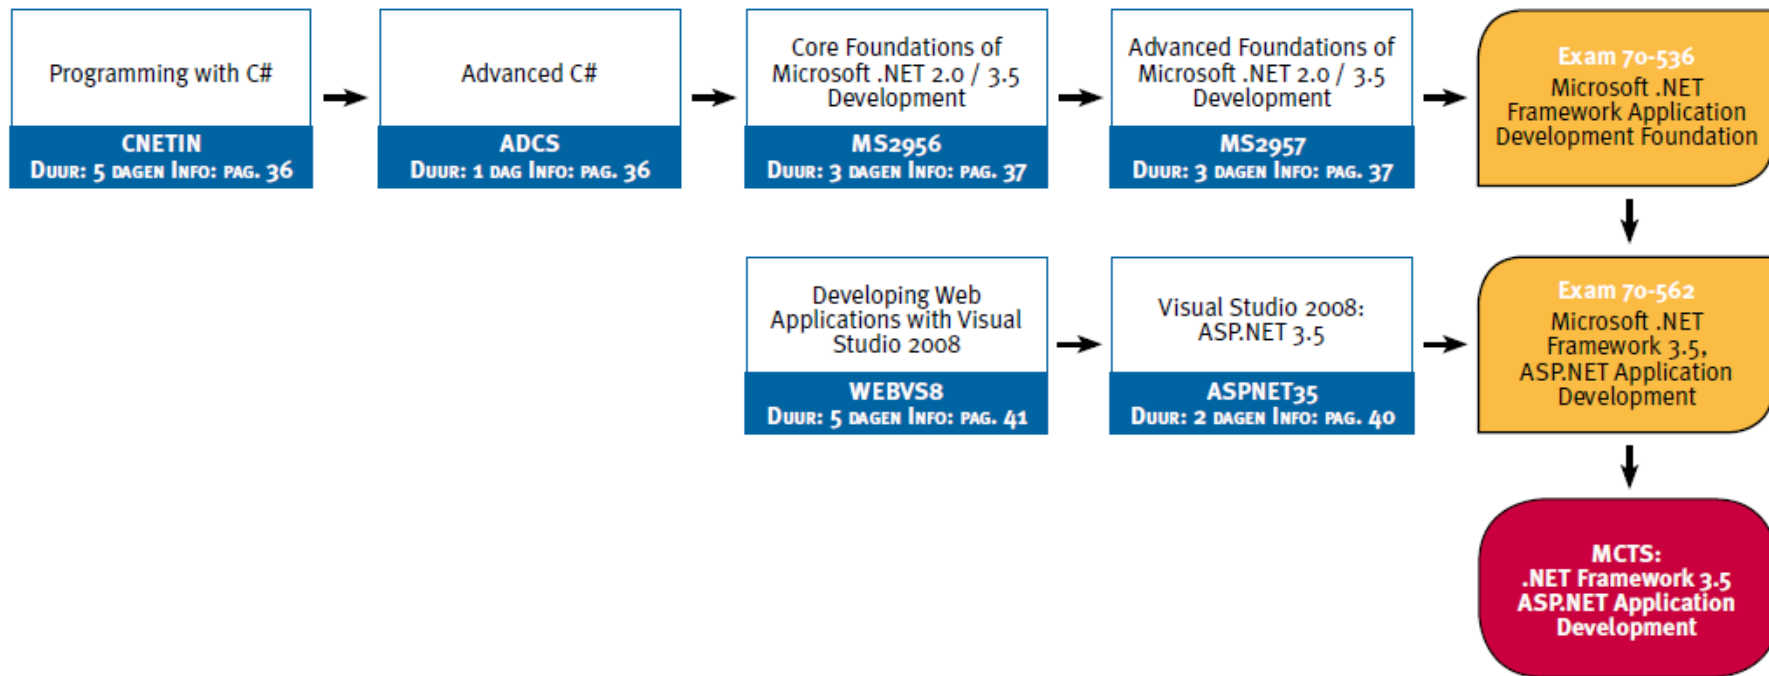 Programming with C#
CNETIN
Duur: 5 dagen Info: pag. 36
Advanced C#
ADCS
Duur: 1 dag Info: pag. 36
Core Foundations of
Microsoft .NET 2.0 / 3.5
Development
MS2956
Duur: 3 dagen Info: pag. 37
Advanced Foundations of
Microsoft .NET 2.0 / 3.5
Development
MS2957
Duur: 3 dagen Info: pag. 37
Exam 70-536
Microsoft .NET
Framework Application
Development Foundation
Developing Web
Applications with Visual
Studio 2008
WEBVS8
Duur: 5 dagen Info: pag. 41
Visual Studio 2008:
ASP.NET 3.5
ASPNET35
Duur: 2 dagen Info: pag. 40
Exam 70-562
Microsoft .NET
Framework 3.5,
ASP.NET Application
Development
MCTS:
.NET Framework 3.5
ASP.NET Application
Development